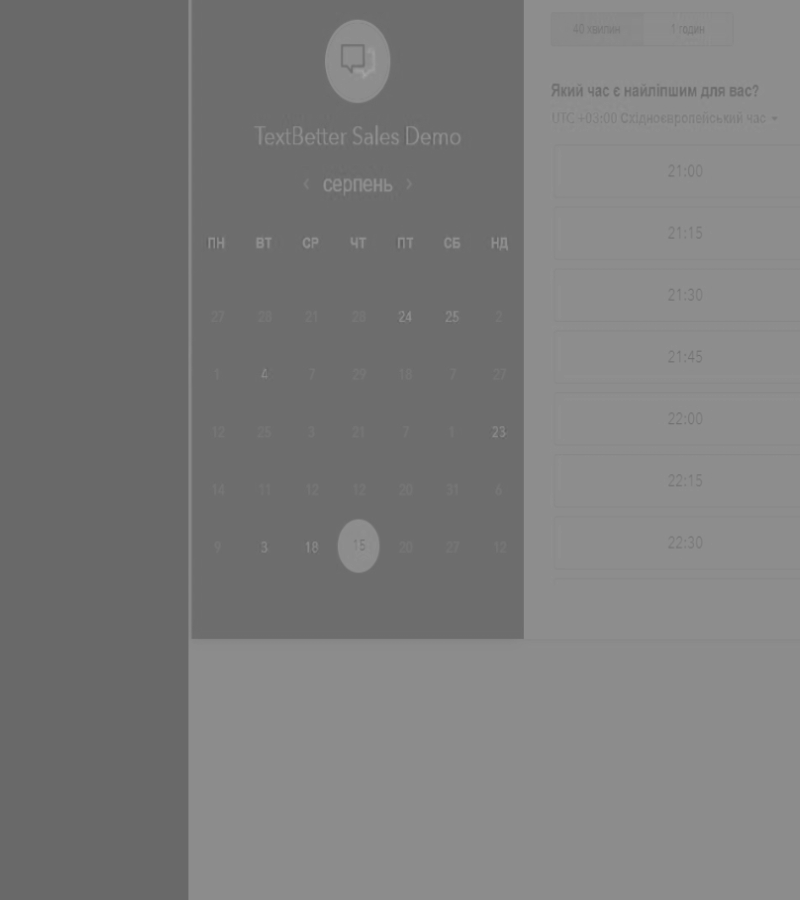 TextBetter Sales Demo
‹ серпень ›
ПН ВТ СР ЧТ ПТ СБ НД
27 20 21 20 24 25 2
1 4 7 29 18 7 27
13 25 3 21 7 1 23
14 11 12 12 20 31 6
9 3 18 15 20 27 12
40 хвилин 1 годин
Який час є найліпшим для вас?
UTC +03:00 Східноєвропейський час
21:00
21:15
21:30
21:45
22:00
22:15
22:30